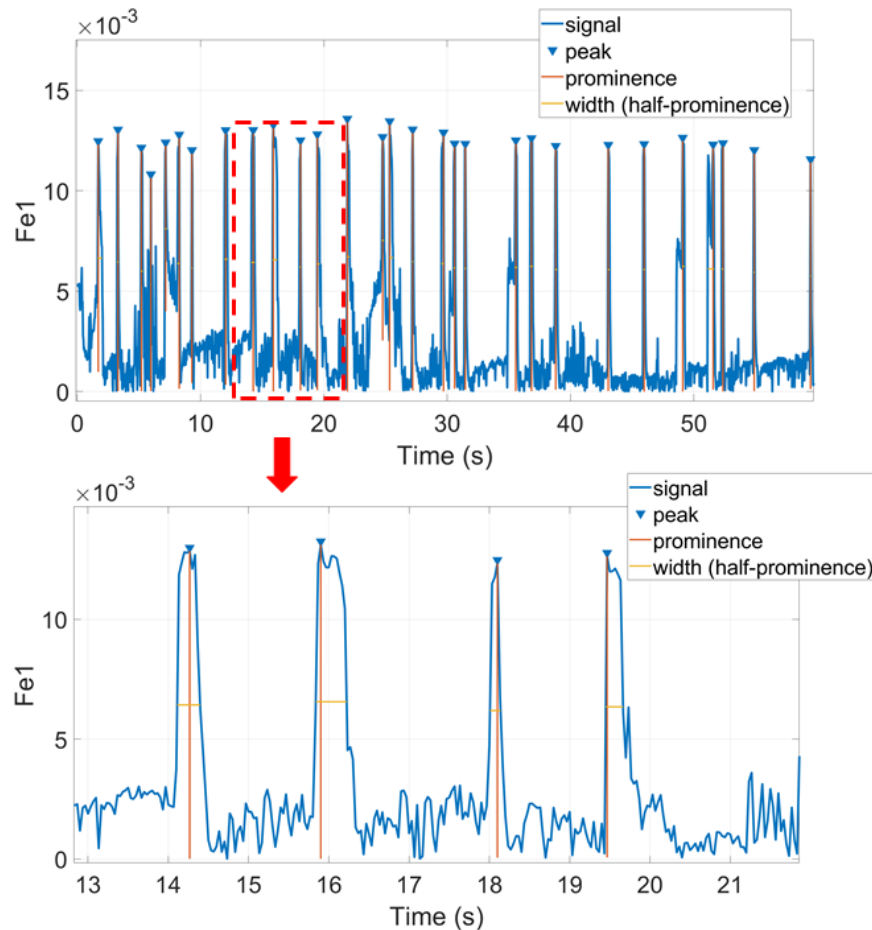 ×10⁻³
signal
peak
prominence
width (half-prominence)
15
10
5
0
Fe1
0 10 20 30 40 50
Time (s)
×10⁻³
signal
peak
prominence
width (half-prominence)
10
5
0
Fe1
13 14 15 16 17 18 19 20 21
Time (s)